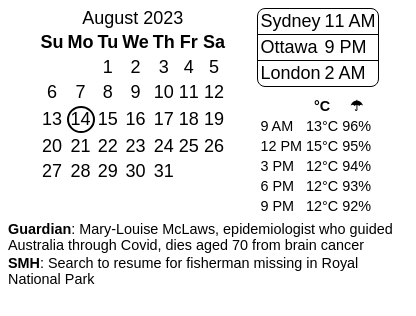 August 2023
Su Mo Tu We Th Fr Sa
1 2 3 4 5
6 7 8 9 10 11 12
13 14 15 16 17 18 19
20 21 22 23 24 25 26
27 28 29 30 31
Sydney 11 AM
Ottawa 9 PM
London 2 AM
°C ☂
9 AM 13°C 96%
12 PM 15°C 95%
3 PM 12°C 94%
6 PM 12°C 93%
9 PM 12°C 92%
Guardian: Mary-Louise McLaws, epidemiologist who guided
Australia through Covid, dies aged 70 from brain cancer
SMH: Search to resume for fisherman missing in Royal
National Park